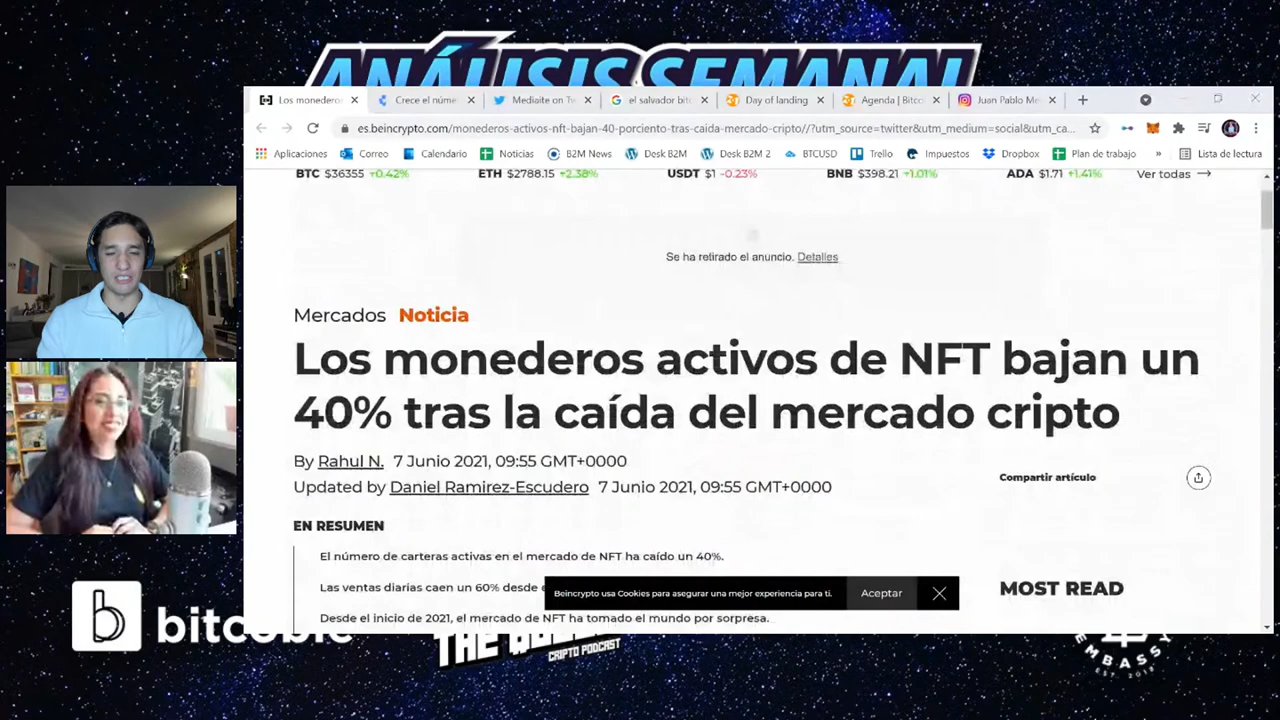 ANÁLISIS SEMANAL
Los monederos
Crece el núme
Mediaite on Tw
el salvador bit
Day of landing
Agenda | Bitco
Juan Pablo Me
es.beincrypto.com/monederos-activos-nft-bajan-40-porciento-tras-caida-mercado-cripto//?utm_source=twitter&utm_medium=social&utm_ca...
Aplicaciones Correo Calendario Noticias B2M News Desk B2M Desk B2M 2 BTCUSD Trello Impuestos Dropbox Plan de trabajo » Lista de lectura
BTC $36355 +0.42% ETH $2788.15 +2.38% USDT $1 -0.23% BNB $398.21 +1.01% ADA $1.71 +1.41% Ver todas →
Se ha retirado el anuncio. Detalles
Mercados Noticia
Los monederos activos de NFT bajan un
40% tras la caída del mercado cripto
By Rahul N. 7 Junio 2021, 09:55 GMT+0000
Updated by Daniel Ramirez-Escudero 7 Junio 2021, 09:55 GMT+0000
Compartir artículo
EN RESUMEN
El número de carteras activas en el mercado de NFT ha caído un 40%.
Las ventas diarias caen un 60% desde
Beincrypto usa Cookies para asegurar una mejor experiencia para ti. Aceptar
MOST READ
Desde el inicio de 2021, el mercado de NFT ha tomado el mundo por sorpresa.
b
bitcobie
THE
CRIPTO PODCAST
EMBASSY
EST. 2018